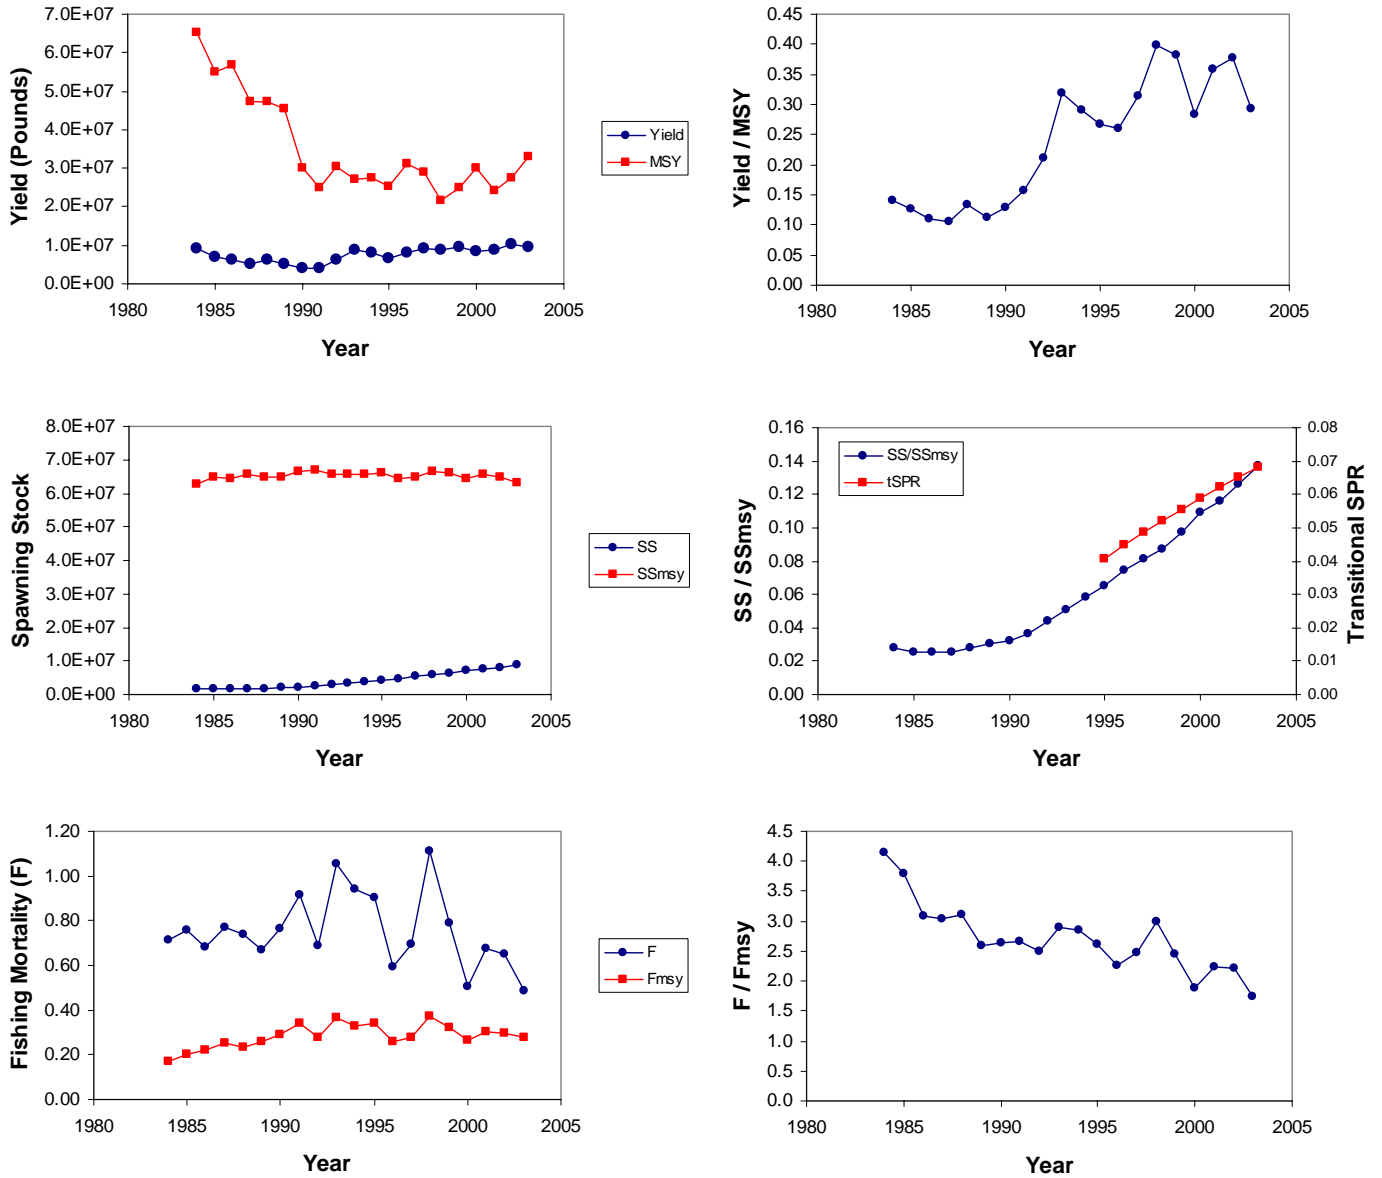 Yield (Pounds)
7.0E+07
6.0E+07
5.0E+07
4.0E+07
3.0E+07
2.0E+07
1.0E+07
0.0E+00
1980 1985 1990 1995 2000 2005
Year
Yield
MSY
Yield / MSY
0.45
0.40
0.35
0.30
0.25
0.20
0.15
0.10
0.05
0.00
1980 1985 1990 1995 2000 2005
Year
Spawning Stock
8.0E+07
7.0E+07
6.0E+07
5.0E+07
4.0E+07
3.0E+07
2.0E+07
1.0E+07
0.0E+00
1980 1985 1990 1995 2000 2005
Year
SS
SSmsy
SS / SSmsy
0.16
0.14
0.12
0.10
0.08
0.06
0.04
0.02
0.00
SS/SSmsy
tSPR
0.08
0.07
0.06
0.05
0.04
0.03
0.02
0.01
0.00
Transitional SPR
1980 1985 1990 1995 2000 2005
Year
Fishing Mortality (F)
1.20
1.00
0.80
0.60
0.40
0.20
0.00
1980 1985 1990 1995 2000 2005
Year
F
Fmsy
F / Fmsy
4.5
4.0
3.5
3.0
2.5
2.0
1.5
1.0
0.5
0.0
1980 1985 1990 1995 2000 2005
Year